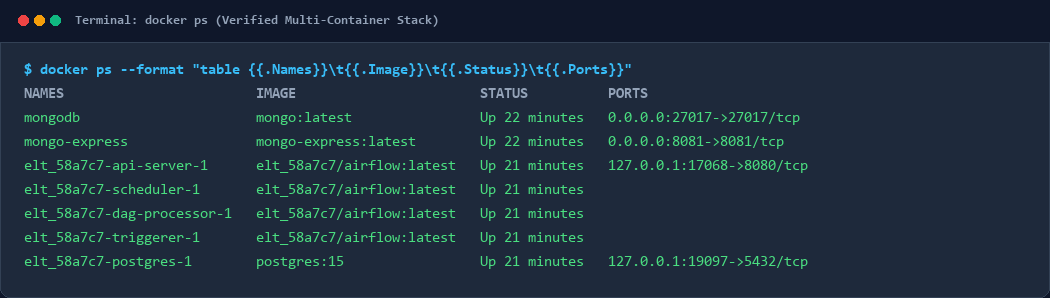 Terminal: docker ps (Verified Multi-Container Stack)
$ docker ps --format "table {{.Names}}\t{{.Image}}\t{{.Status}}\t{{.Ports}}"
NAMES IMAGE STATUS PORTS
mongodb mongo:latest Up 22 minutes 0.0.0.0:27017->27017/tcp
mongo-express mongo-express:latest Up 22 minutes 0.0.0.0:8081->8081/tcp
elt_58a7c7-api-server-1 elt_58a7c7/airflow:latest Up 21 minutes 127.0.0.1:17068->8080/tcp
elt_58a7c7-scheduler-1 elt_58a7c7/airflow:latest Up 21 minutes
elt_58a7c7-dag-processor-1 elt_58a7c7/airflow:latest Up 21 minutes
elt_58a7c7-triggerer-1 elt_58a7c7/airflow:latest Up 21 minutes
elt_58a7c7-postgres-1 postgres:15 Up 21 minutes 127.0.0.1:19097->5432/tcp